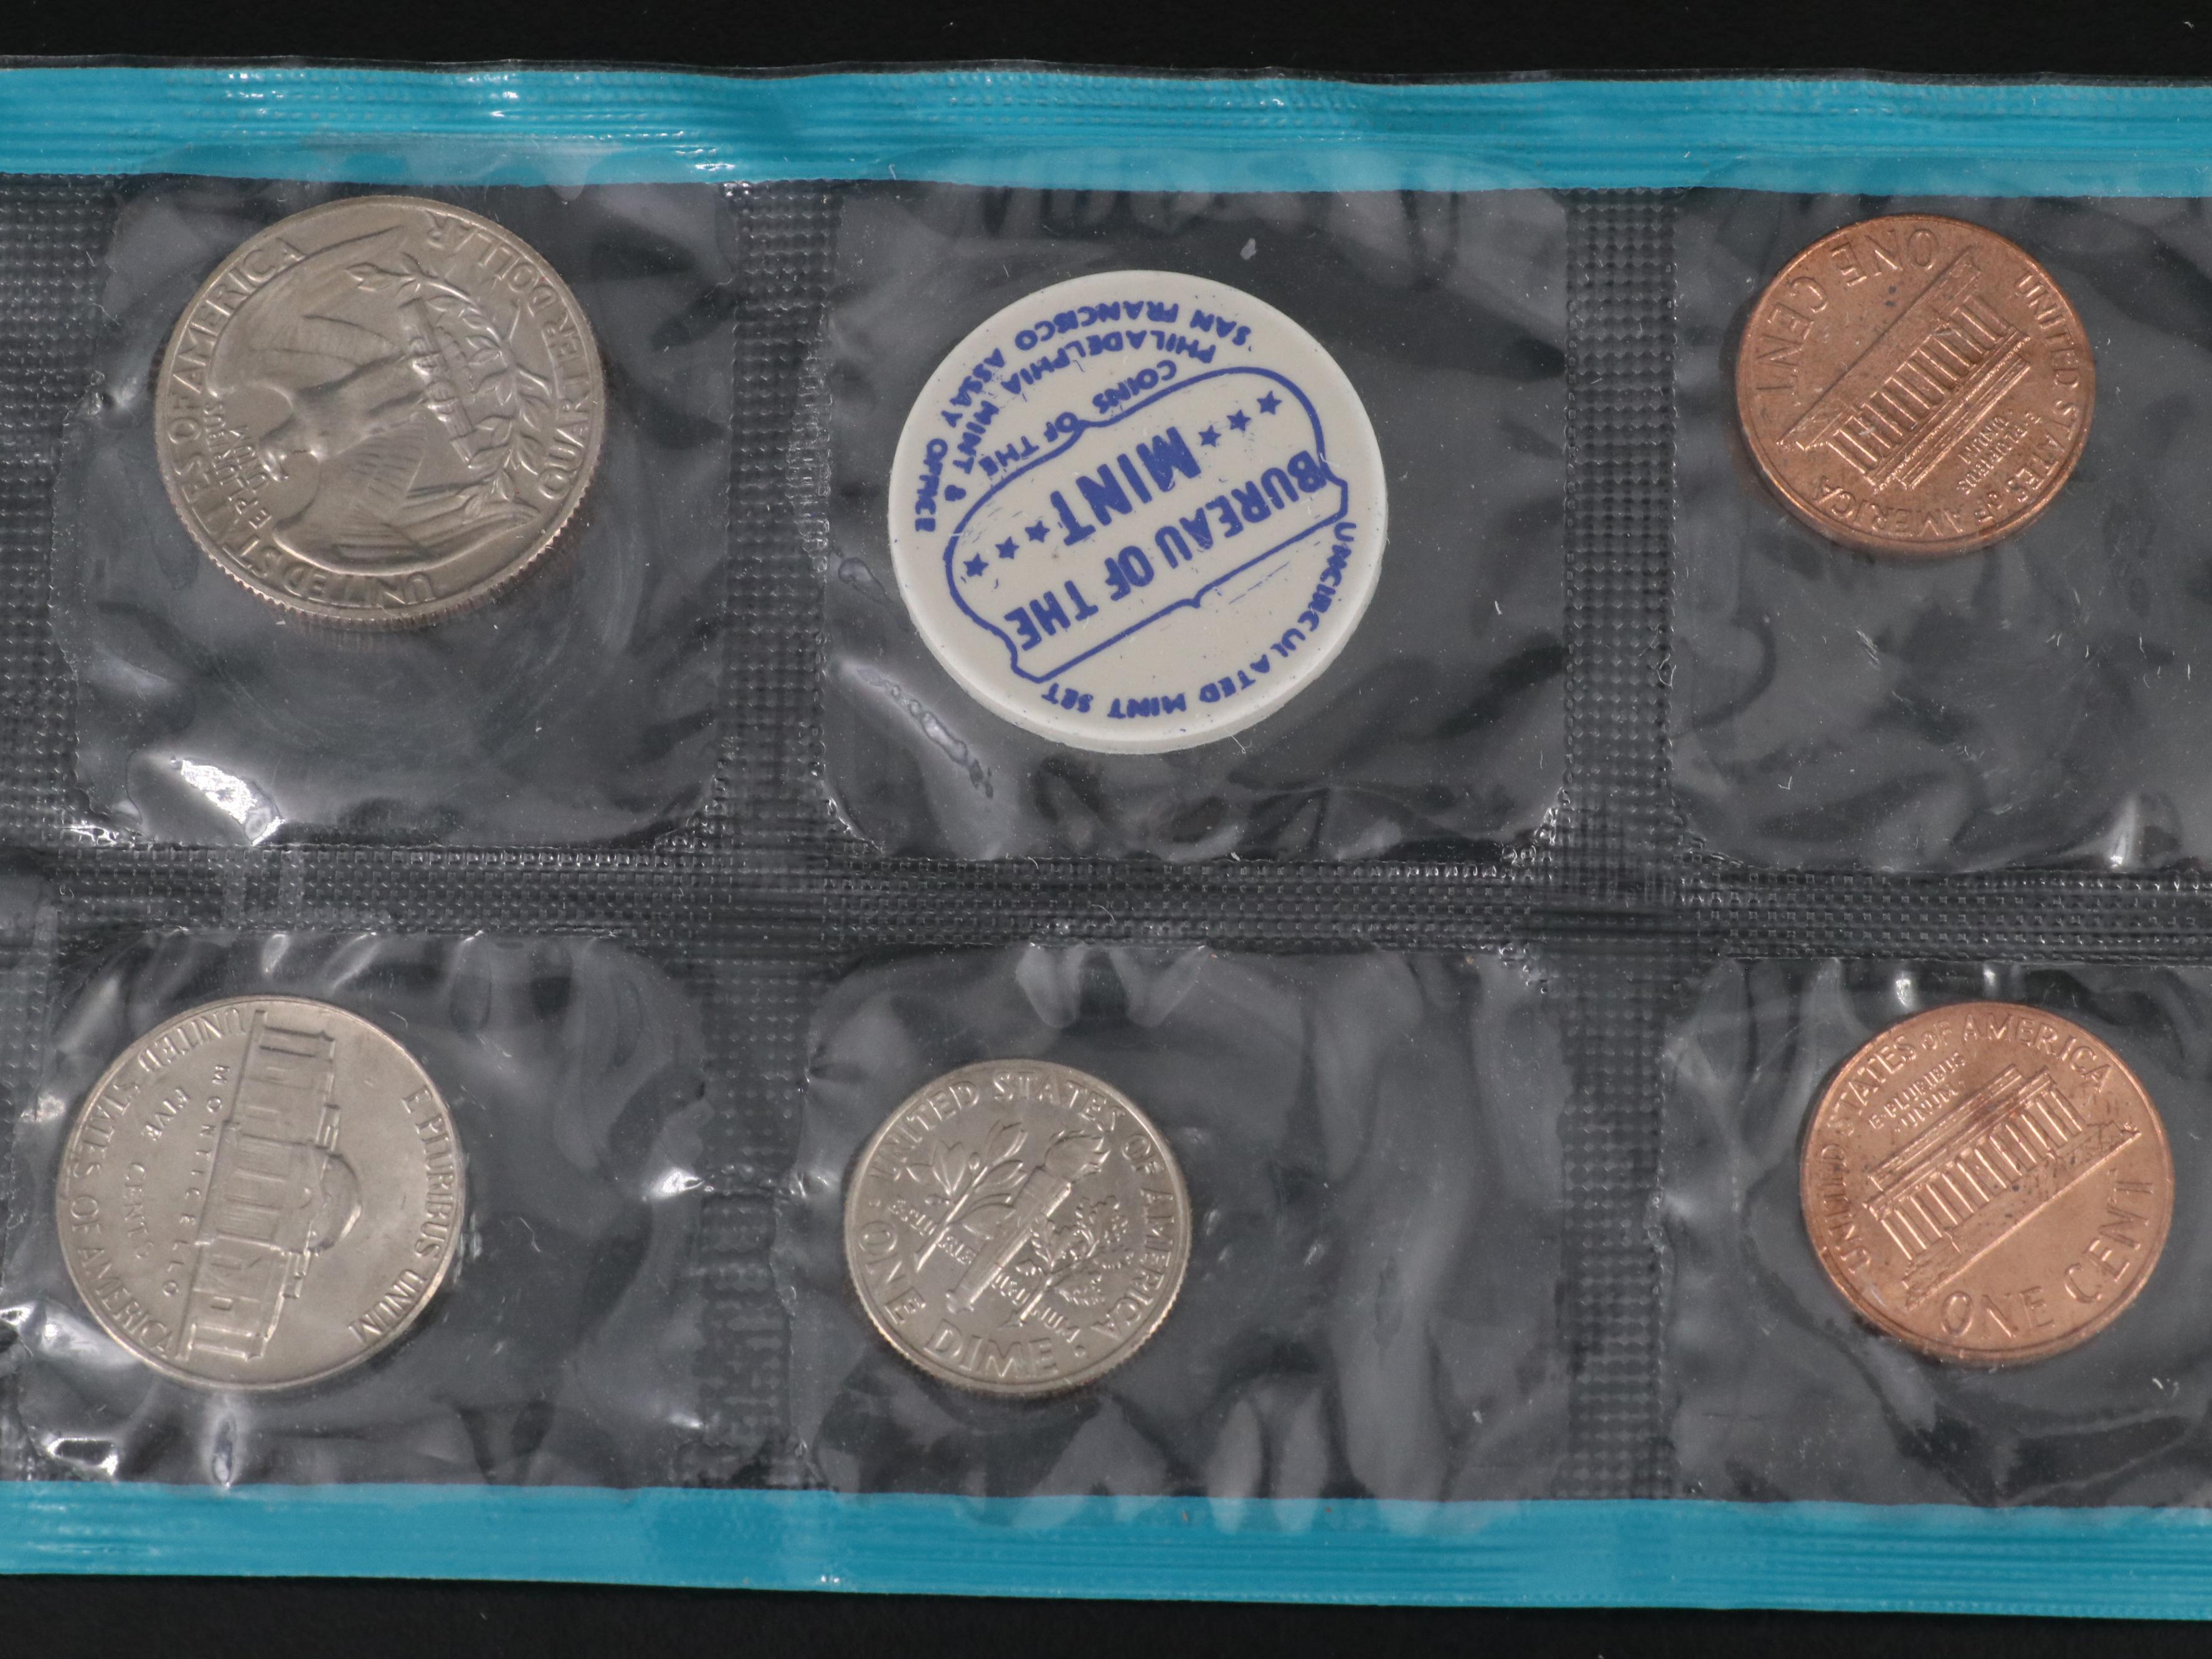 UNITED STATES OF AMERICA
E PLURIBUS
UNUM
QUARTER DOLLAR
UNCIRCULATED MINT SET
BUREAU OF THE
MINT
COINS OF THE
PHILADELPHIA MINT &
SAN FRANCISCO ASSAY OFFICE
UNITED STATES OF AMERICA
E·PLURIBUS
UNUM
ONE CENT
E PLURIBUS UNUM
MONTICELLO
FIVE CENTS
UNITED STATES OF AMERICA
UNITED STATES OF AMERICA
ONE DIME
UNITED STATES OF AMERICA
E·PLURIBUS
UNUM
ONE CENT